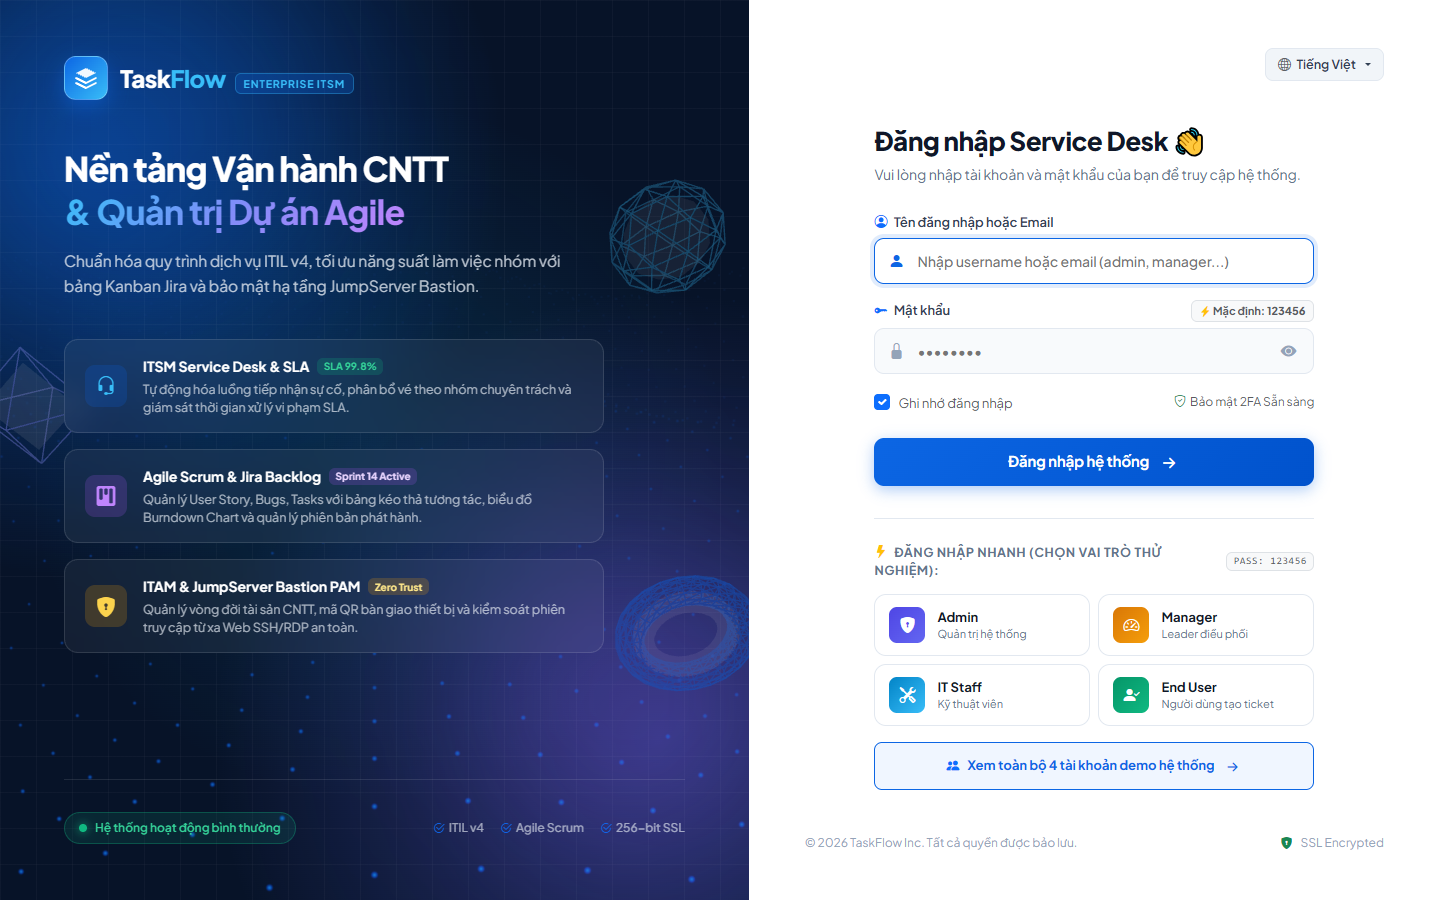 TaskFlow ENTERPRISE ITSM
Nền tảng Vận hành CNTT
& Quản trị Dự án Agile
Chuẩn hóa quy trình dịch vụ ITIL v4, tối ưu năng suất làm việc nhóm với
bảng Kanban Jira và bảo mật hạ tầng JumpServer Bastion.
ITSM Service Desk & SLA SLA 99.8%
Tự động hóa luồng tiếp nhận sự cố, phân bổ vé theo nhóm chuyên trách và
giám sát thời gian xử lý vi phạm SLA.
Agile Scrum & Jira Backlog Sprint 14 Active
Quản lý User Story, Bugs, Tasks với bảng kéo thả tương tác, biểu đồ
Burndown Chart và quản lý phiên bản phát hành.
ITAM & JumpServer Bastion PAM Zero Trust
Quản lý vòng đời tài sản CNTT, mã QR bàn giao thiết bị và kiểm soát phiên
truy cập từ xa Web SSH/RDP an toàn.
Hệ thống hoạt động bình thường
ITIL v4 Agile Scrum 256-bit SSL
Tiếng Việt
Đăng nhập Service Desk 👋
Vui lòng nhập tài khoản và mật khẩu của bạn để truy cập hệ thống.
Tên đăng nhập hoặc Email
Nhập username hoặc email (admin, manager...)
Mật khẩu
Mặc định: 123456
••••••••
Ghi nhớ đăng nhập
Bảo mật 2FA Sẵn sàng
Đăng nhập hệ thống →
ĐĂNG NHẬP NHANH (CHỌN VAI TRÒ THỬ
NGHIỆM):
PASS: 123456
Admin
Quản trị hệ thống
Manager
Leader điều phối
IT Staff
Kỹ thuật viên
End User
Người dùng tạo ticket
Xem toàn bộ 4 tài khoản demo hệ thống →
© 2026 TaskFlow Inc. Tất cả quyền được bảo lưu.
SSL Encrypted